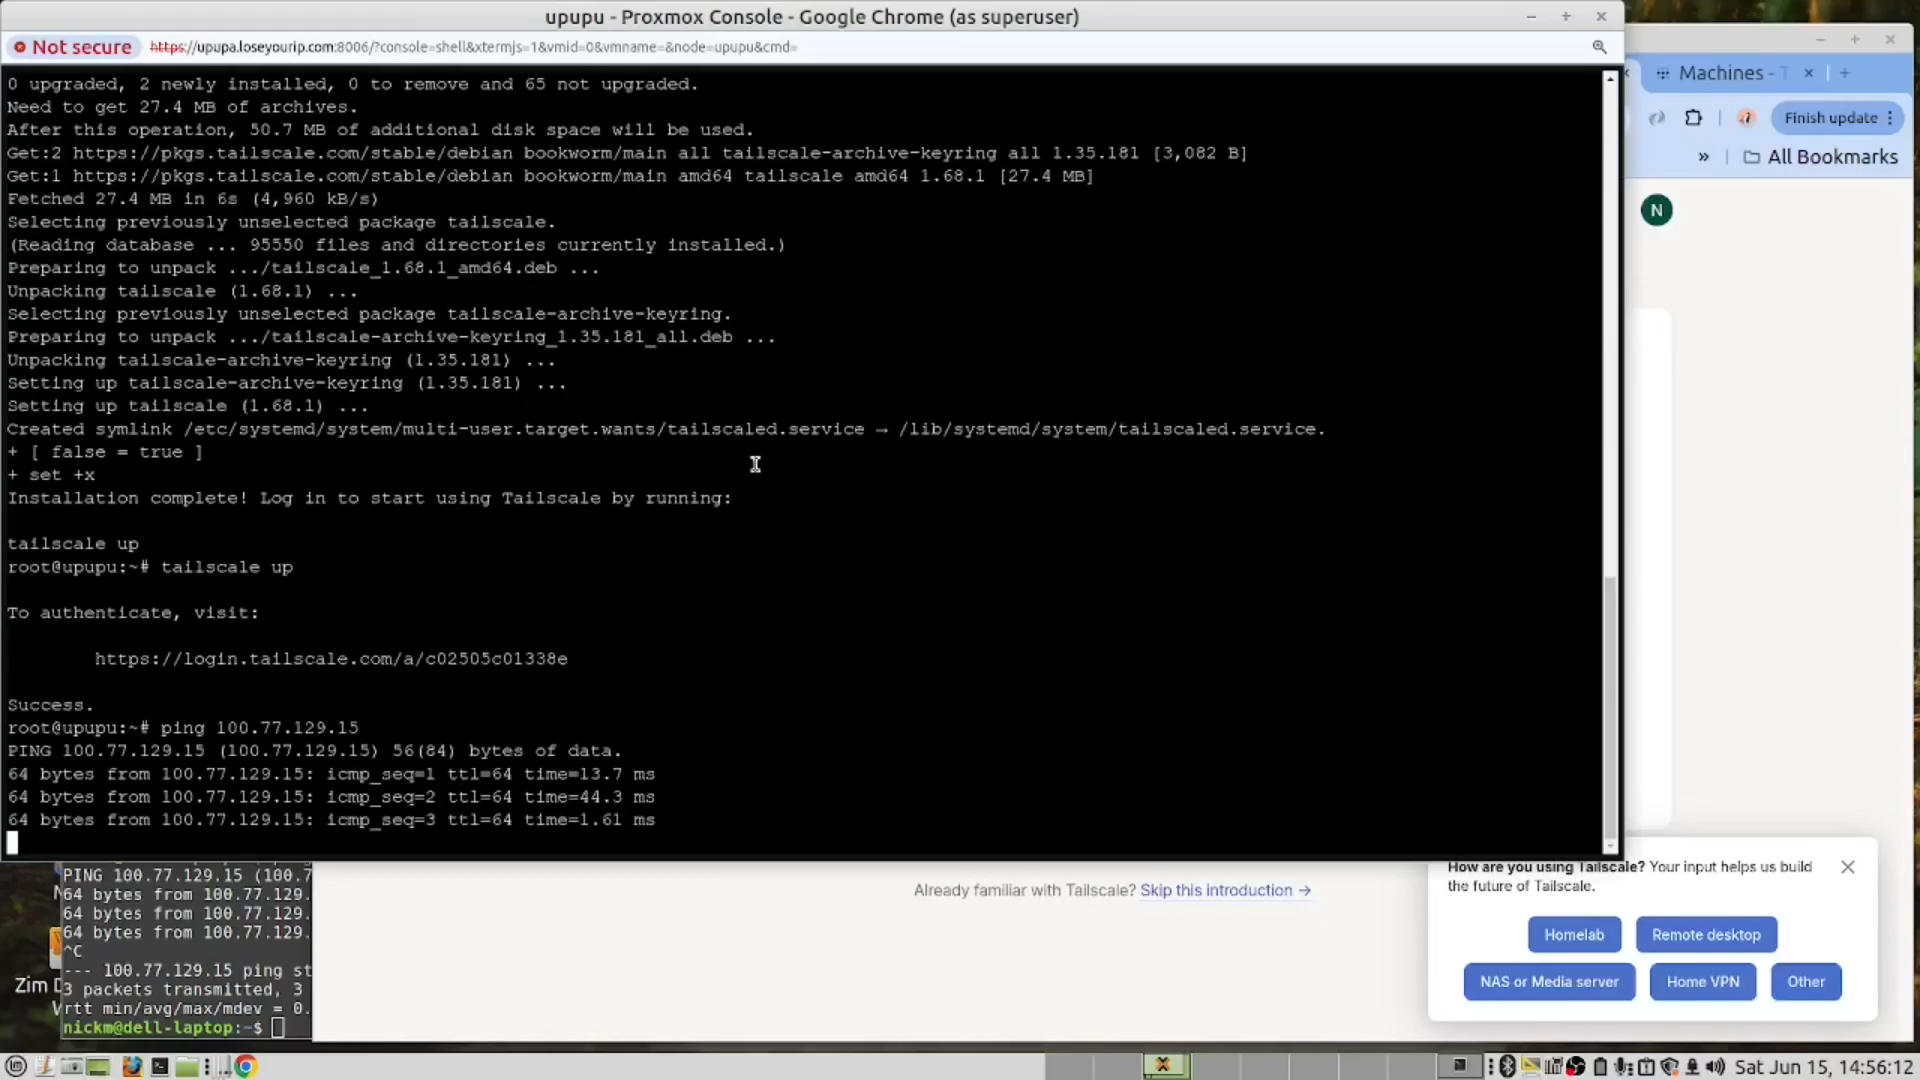 upupu - Proxmox Console - Google Chrome (as superuser)
Not secure https://upupa.loseyourip.com:8006/?console=shell&xtermjs=1&vmid=0&vmname=&node=upupu&cmd=
0 upgraded, 2 newly installed, 0 to remove and 65 not upgraded.
Need to get 27.4 MB of archives.
After this operation, 50.7 MB of additional disk space will be used.
Get:2 https://pkgs.tailscale.com/stable/debian bookworm/main all tailscale-archive-keyring all 1.35.181 [3,082 B]
Get:1 https://pkgs.tailscale.com/stable/debian bookworm/main amd64 tailscale amd64 1.68.1 [27.4 MB]
Fetched 27.4 MB in 6s (4,960 kB/s)
Selecting previously unselected package tailscale.
(Reading database ... 95550 files and directories currently installed.)
Preparing to unpack .../tailscale_1.68.1_amd64.deb ...
Unpacking tailscale (1.68.1) ...
Selecting previously unselected package tailscale-archive-keyring.
Preparing to unpack .../tailscale-archive-keyring_1.35.181_all.deb ...
Unpacking tailscale-archive-keyring (1.35.181) ...
Setting up tailscale-archive-keyring (1.35.181) ...
Setting up tailscale (1.68.1) ...
Created symlink /etc/systemd/system/multi-user.target.wants/tailscaled.service → /lib/systemd/system/tailscaled.service.
+ [ false = true ]
+ set +x
Installation complete! Log in to start using Tailscale by running:
tailscale up
root@upupu:~# tailscale up
To authenticate, visit:
https://login.tailscale.com/a/c02505c01338e
Success.
root@upupu:~# ping 100.77.129.15
PING 100.77.129.15 (100.77.129.15) 56(84) bytes of data.
64 bytes from 100.77.129.15: icmp_seq=1 ttl=64 time=13.7 ms
64 bytes from 100.77.129.15: icmp_seq=2 ttl=64 time=44.3 ms
64 bytes from 100.77.129.15: icmp_seq=3 ttl=64 time=1.61 ms
Machines - T
Finish update
» All Bookmarks
N
PING 100.77.129.15 (100.7
64 bytes from 100.77.129.
64 bytes from 100.77.129.
64 bytes from 100.77.129.
^C
--- 100.77.129.15 ping st
3 packets transmitted, 3
rtt min/avg/max/mdev = 0.
nickm@dell-laptop:~$
Zim D
Already familiar with Tailscale? Skip this introduction →
How are you using Tailscale? Your input helps us build
the future of Tailscale.
Homelab
Remote desktop
NAS or Media server
Home VPN
Other
Sat Jun 15, 14:56:12